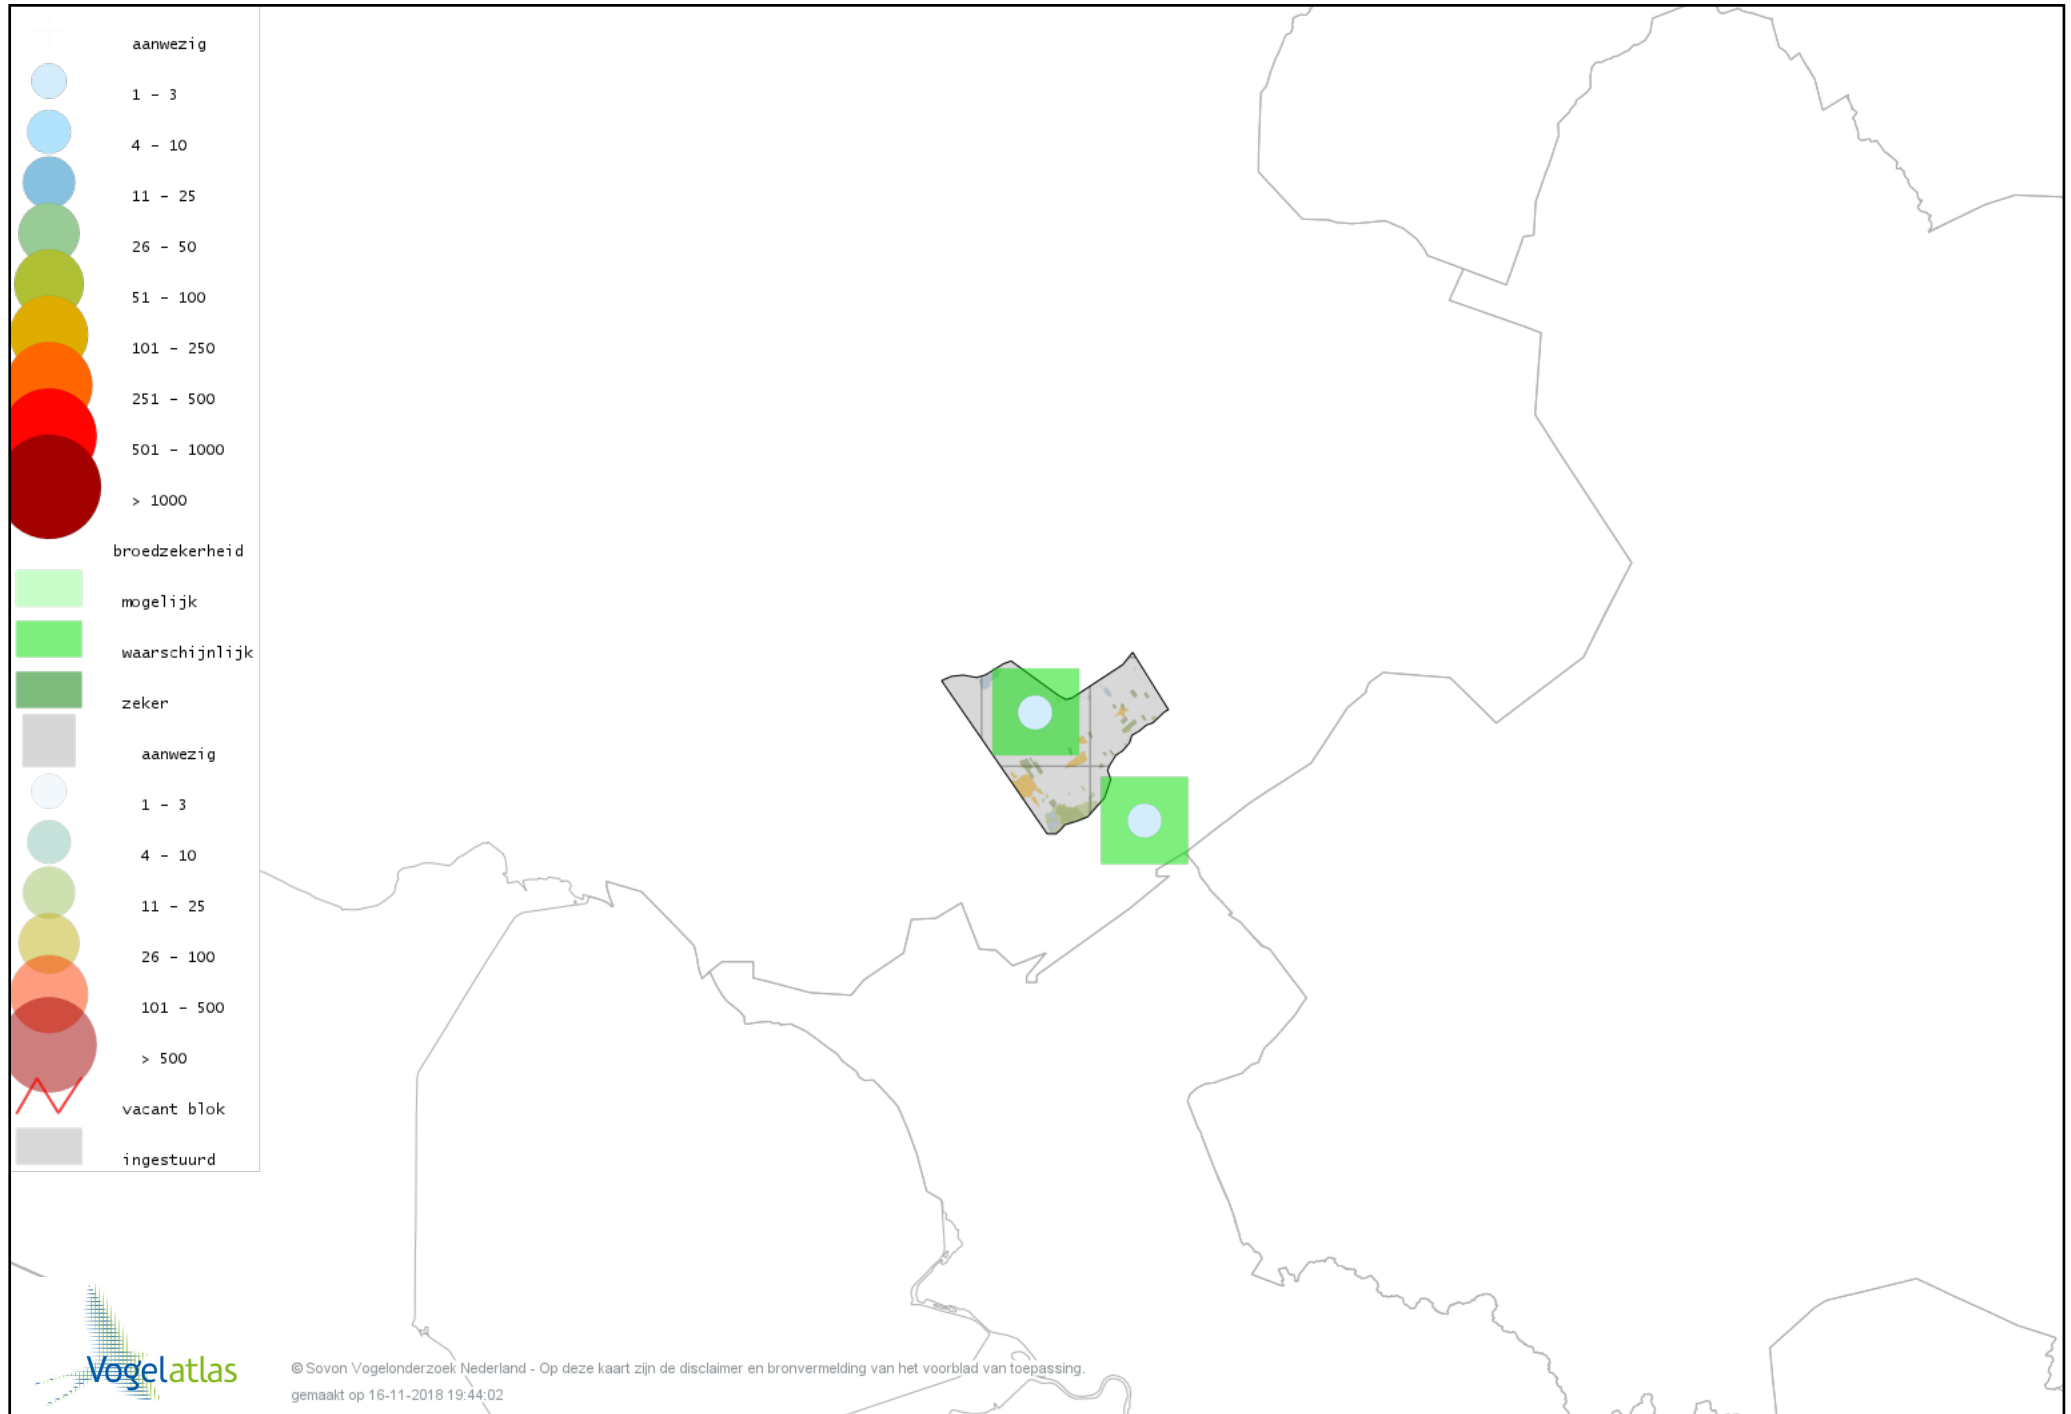 aanwezig
1 - 3
4 - 10
11 - 25
26 - 50
51 - 100
101 - 250
251 - 500
501 - 1000
> 1000
broedzekerheid
mogelijk
waarschijnlijk
zeker
aanwezig
1 - 3
4 - 10
11 - 25
26 - 100
101 - 500
> 500
vacant blok
ingestuurd
Vogelatlas
© Sovon Vogelonderzoek Nederland - Op deze kaart zijn de disclaimer en bronvermelding van het voorblad van toepassing.
gemaakt op 16-11-2018 19:44:02